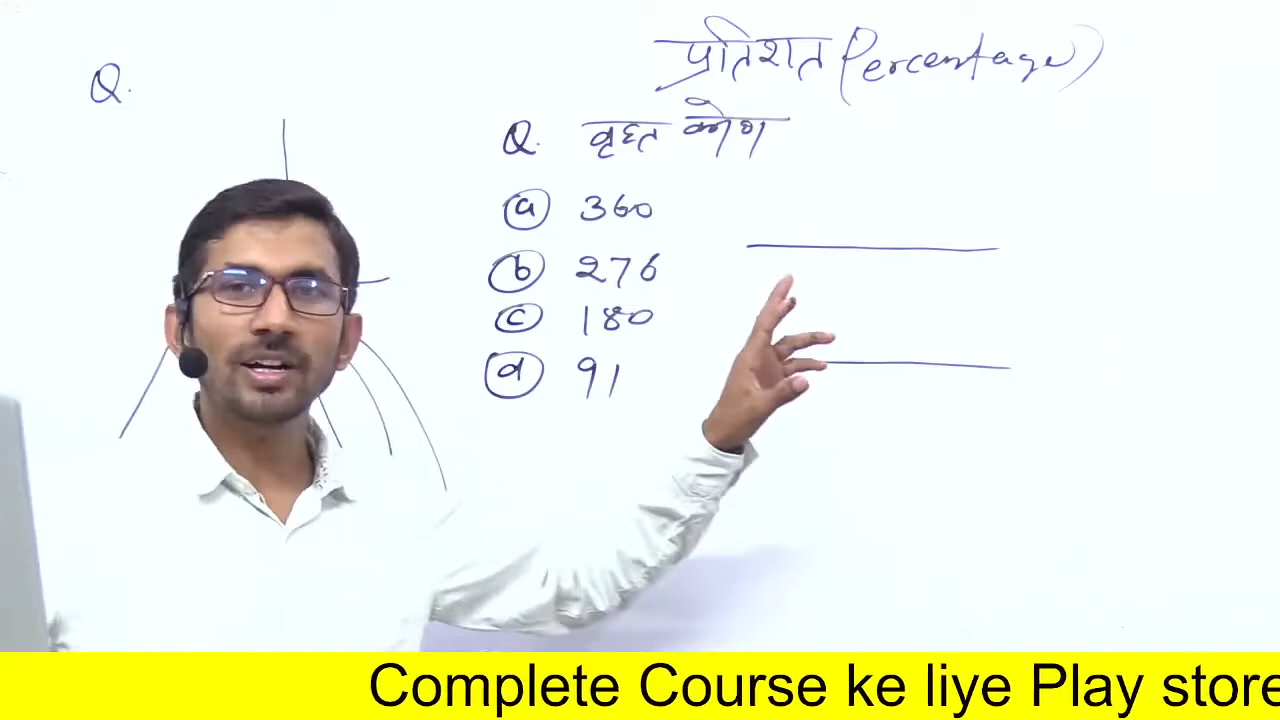 प्रतिशत (Percentage)
Q.
Q. वृहत कोण
(a) 360
(b) 276
(c) 180
(d) 91
Complete Course ke liye Play store